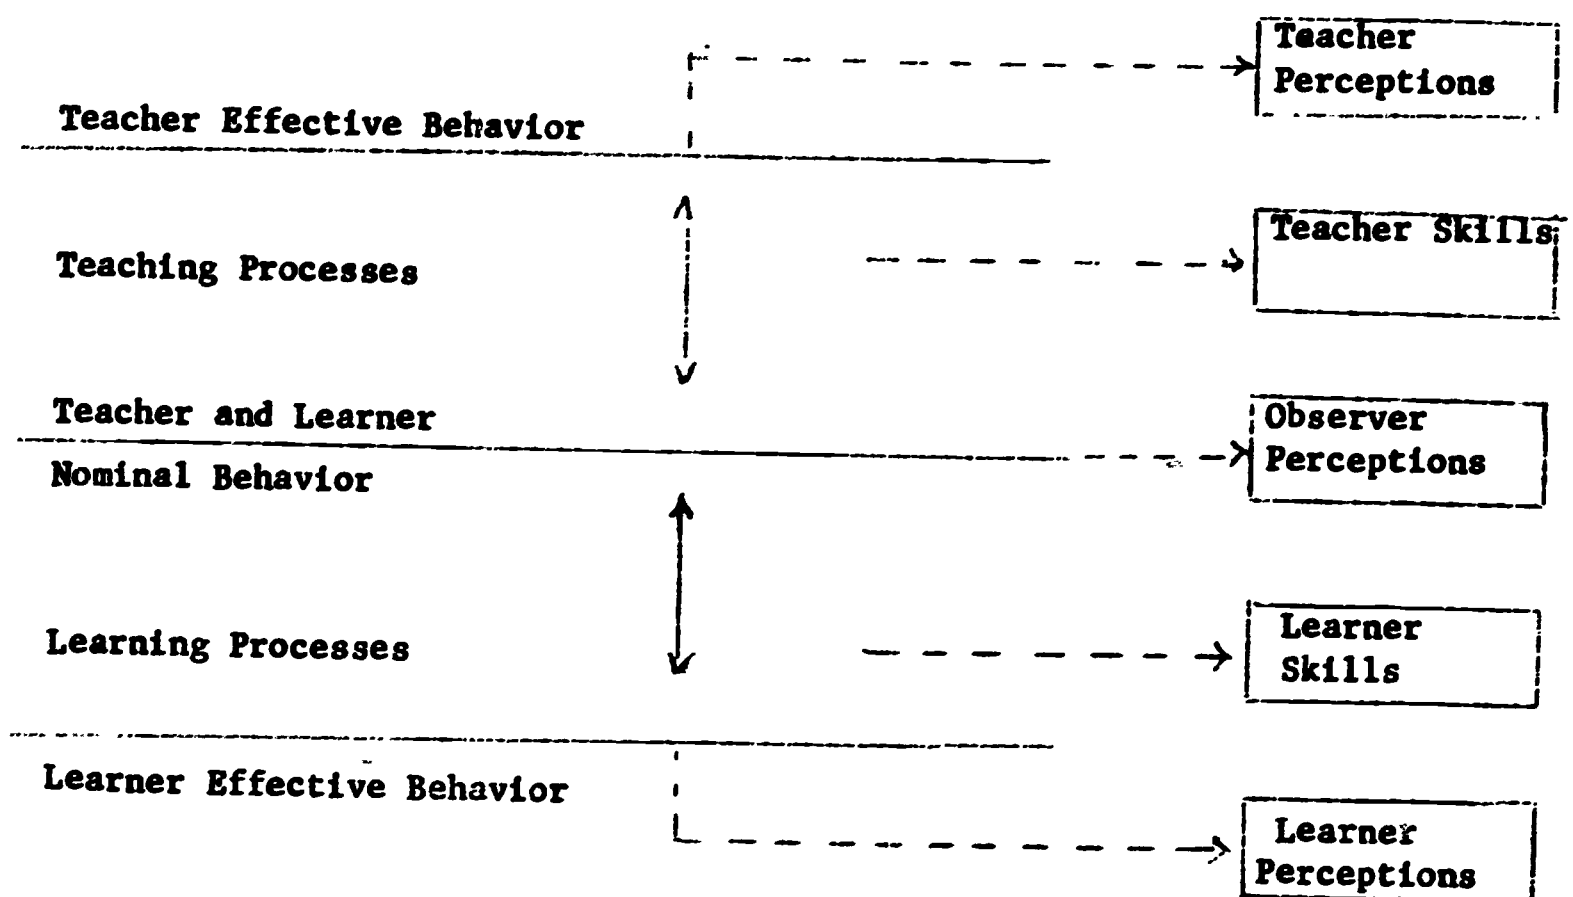 Teacher
Perceptions
Teacher Effective Behavior
Teacher Skills
Teaching Processes
Teacher and Learner
Observer
Perceptions
Nominal Behavior
Learner
Skills
Learning Processes
Learner Effective Behavior
Learner
Perceptions